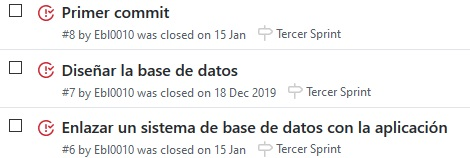 Primer commit
#8 by Ebl0010 was closed on 15 Jan Tercer Sprint
Diseñar la base de datos
#7 by Ebl0010 was closed on 18 Dec 2019 Tercer Sprint
Enlazar un sistema de base de datos con la aplicación
#6 by Ebl0010 was closed on 15 Jan Tercer Sprint